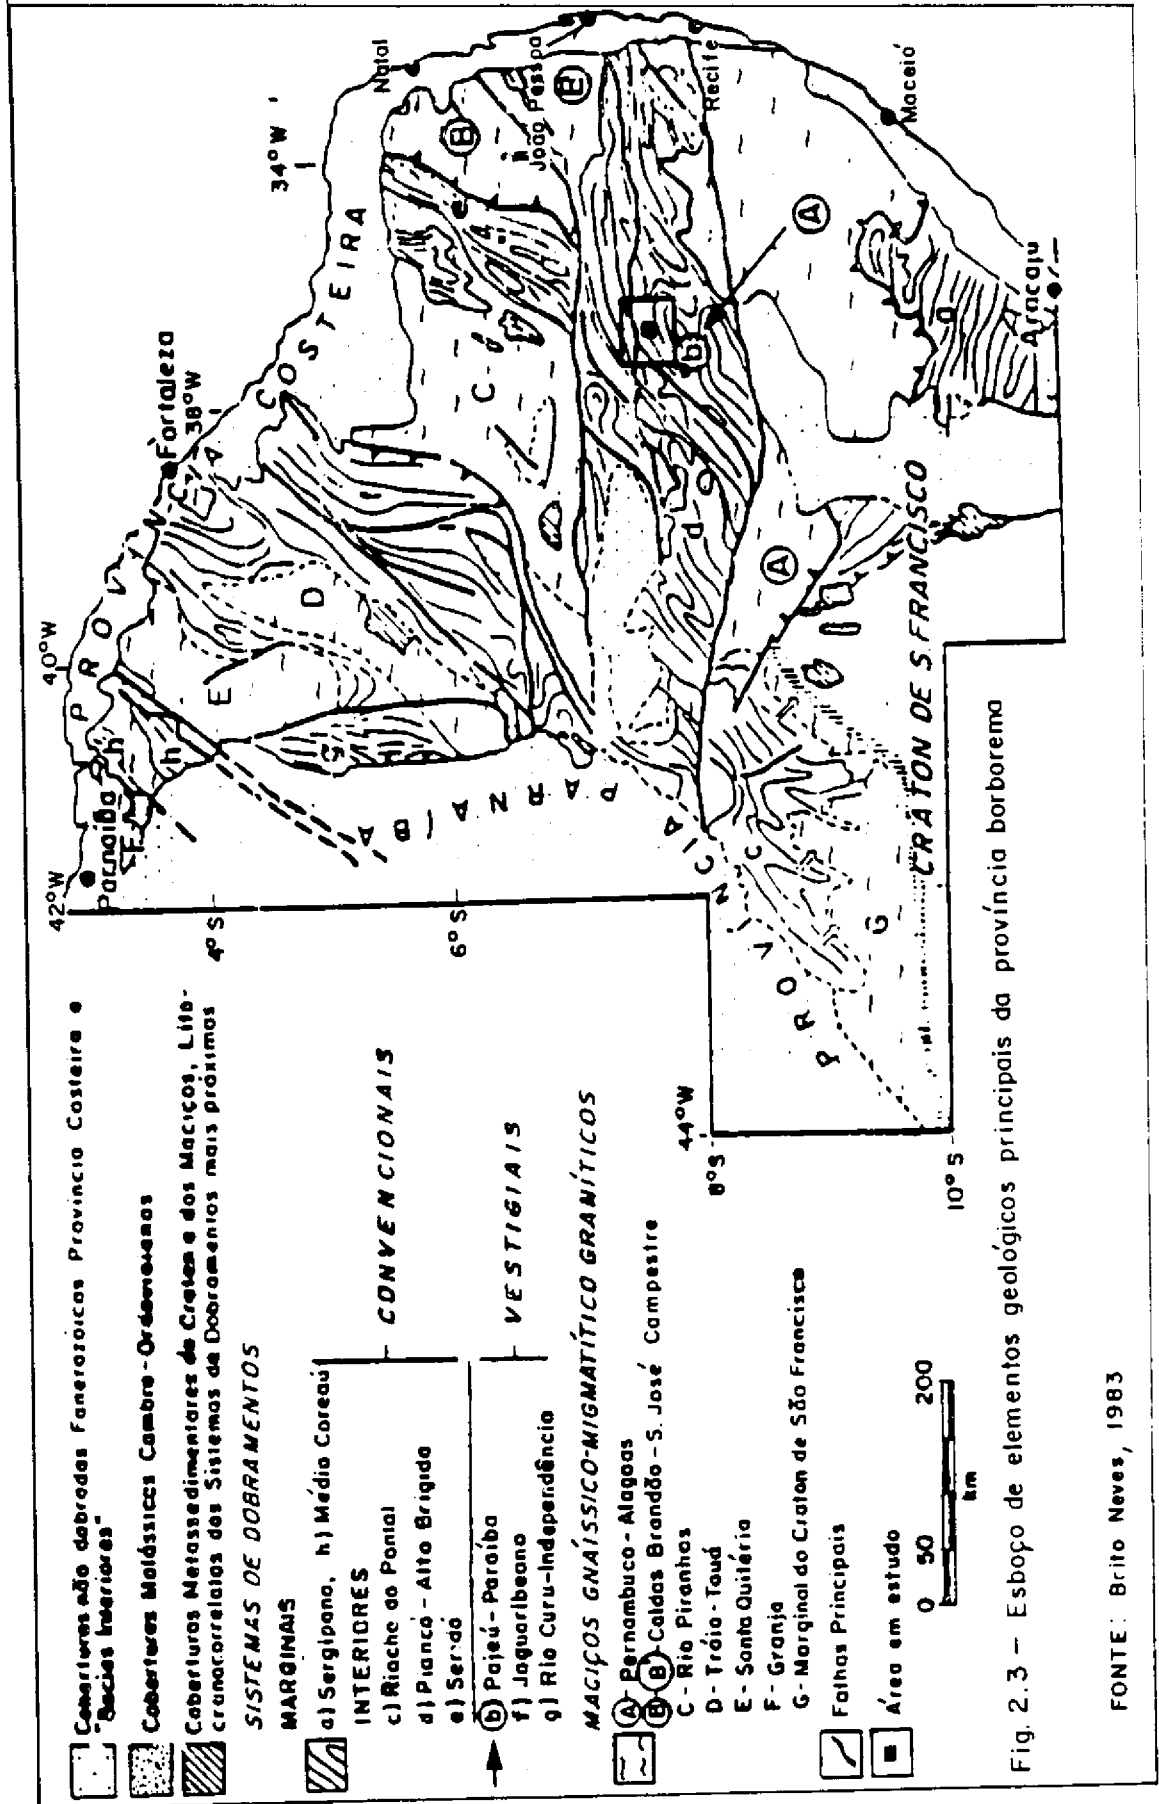 Fortaleza
Natal
João Pessoa
Recife
Maceió
Aracaju
Parnaíba
34°W
38°W
40°W
42°W
44°W
4°S
6°S
8°S
10°S
PROVÍNCIA COSTEIRA
PROVÍNCIA PARNAÍBA
CRATON DE S FRANCISCO
A
A
B
E
b
C
D
E
F
G
a
c
d
f
g
h
h
Coberturas não dobradas Fanerozóicas Província Costeira e
"Bacias Interiores"
Coberturas Molássicas Cambro-Ordovicianas
Coberturas Metassedimentares do Craton e dos Maciços, Lito-
cronocorrelatas dos Sistemas de Dobramentos mais próximos
SISTEMAS DE DOBRAMENTOS
MARGINAIS
a) Sergipano, h) Médio Coreaú
INTERIORES
c) Riacho do Pontal
d) Piancó-Alto Brígida
e) Seridó
CONVENCIONAIS
b Pajeú-Paraíba
f) Jaguaribeano
g) Rio Curu-Independência
VESTIGIAIS
MACIÇOS GNÁISSICO-MIGMATÍTICO GRANÍTICOS
A Pernambuco-Alagoas
B B Caldas Brandão-S. José Campestre
C-Rio Piranhas
D-Tróia-Tauá
E-Santa Quitéria
F-Granja
G-Marginal do Craton de São Francisco
Falhas Principais
Área em estudo
0 50 200
km
Fig. 2.3 — Esboço de elementos geológicos principais da província borborema
FONTE: Brito Neves, 1983